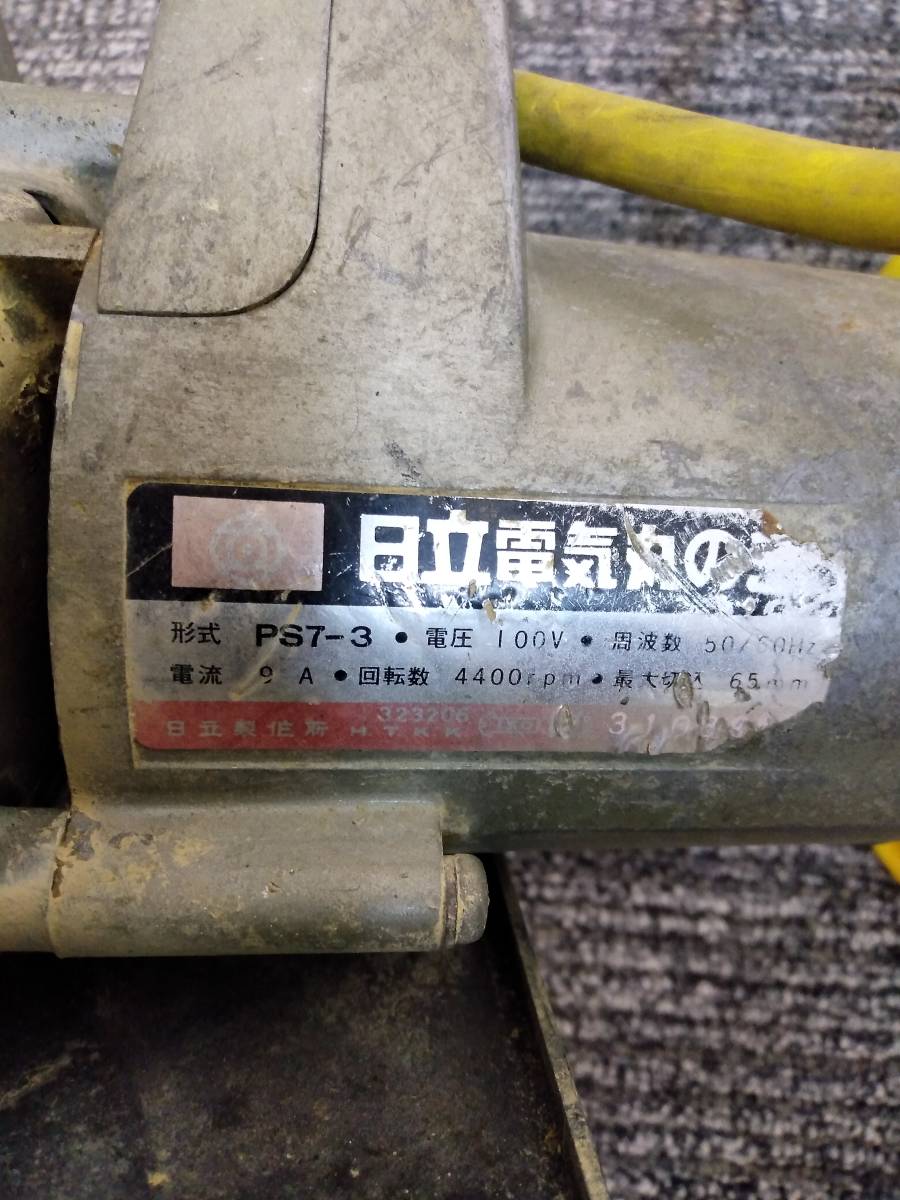 日立電気丸の
形式 PS7-3 • 電圧 100V • 周波数 50/60Hz
電流 9 A • 回転数 4400rpm • 最大切込 65mm
323206
日立製作所 HTKK